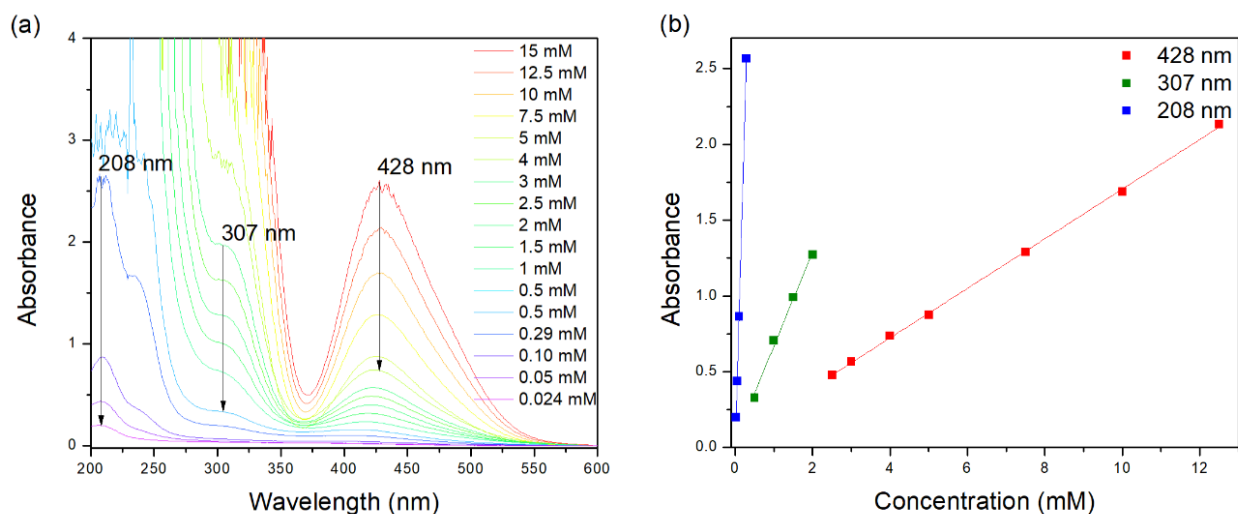 (a)
4
3
2
1
0
200
250
300
350
400
450
500
550
600
Absorbance
Wavelength (nm)
208 nm
307 nm
428 nm
15 mM
12.5 mM
10 mM
7.5 mM
5 mM
4 mM
3 mM
2.5 mM
2 mM
1.5 mM
1 mM
0.5 mM
0.5 mM
0.29 mM
0.10 mM
0.05 mM
0.024 mM
(b)
2.5
2.0
1.5
1.0
0.5
0.0
0
2
4
6
8
10
12
Absorbance
Concentration (mM)
428 nm
307 nm
208 nm